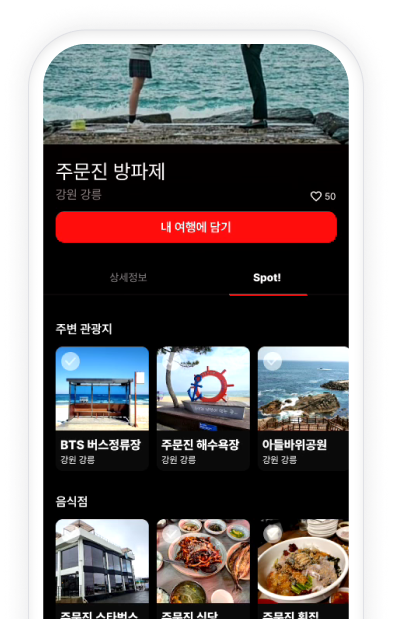 주문진 방파제
강원 강릉
50
내 여행에 담기
상세정보
Spot!
주변 관광지
BTS 버스정류장
주문진 해수욕장
아들바위공원
강원 강릉
강원 강릉
강원 강릉
음식점
주문진 스타벅스
주문진 식당
주문진 횟집